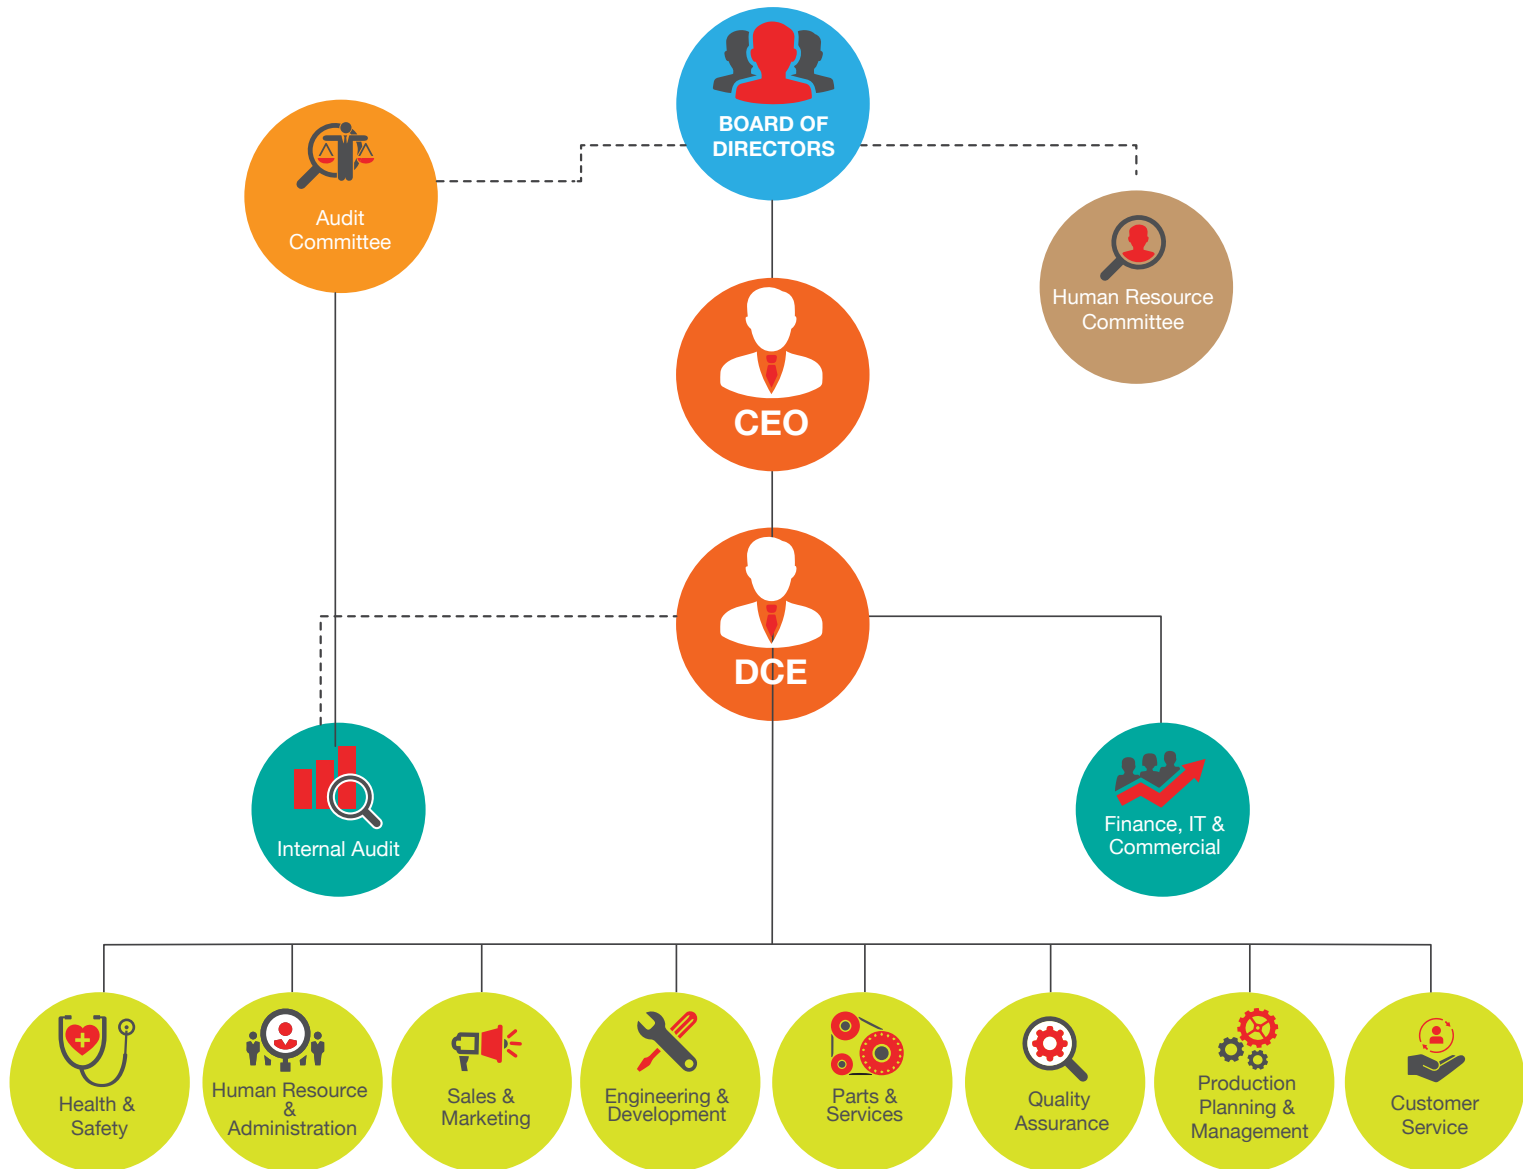 BOARD OF
DIRECTORS
Audit
Committee
Human Resource
Committee
CEO
DCE
Internal Audit
Finance, IT &
Commercial
Health &
Safety
Human Resource
&
Administration
Sales &
Marketing
Engineering &
Development
Parts &
Services
Quality
Assurance
Production
Planning &
Management
Customer
Service